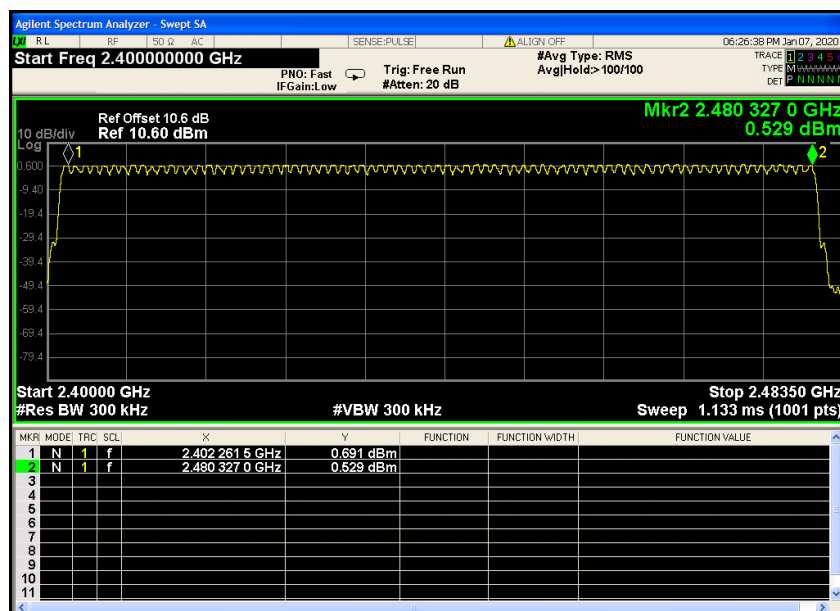 Agilent Spectrum Analyzer - Swept SA
LXI RL RF 50 Ω AC SENSE:PULSE ALIGN OFF 06:26:38 PM Jan 07, 2020
Start Freq 2.400000000 GHz
PNO: Fast
IFGain:Low
Trig: Free Run
#Atten: 20 dB
#Avg Type: RMS
Avg|Hold:>100/100
TRACE 1 2 3 4 5
TYPE M
DET P N N N N
Ref Offset 10.6 dB
Ref 10.60 dBm
10 dB/div
Log
Mkr2 2.480 327 0 GHz
0.529 dBm
1
2
0.600
-9.40
-19.4
-29.4
-39.4
-49.4
-59.4
-69.4
-79.4
Start 2.40000 GHz
Stop 2.48350 GHz
#Res BW 300 kHz
#VBW 300 kHz
Sweep 1.133 ms (1001 pts)
MKR MODE TRC SCL X Y FUNCTION FUNCTION WIDTH FUNCTION VALUE
1 N 1 f 2.402 261 5 GHz 0.691 dBm
2 N 1 f 2.480 327 0 GHz 0.529 dBm
3
4
5
6
7
8
9
10
11